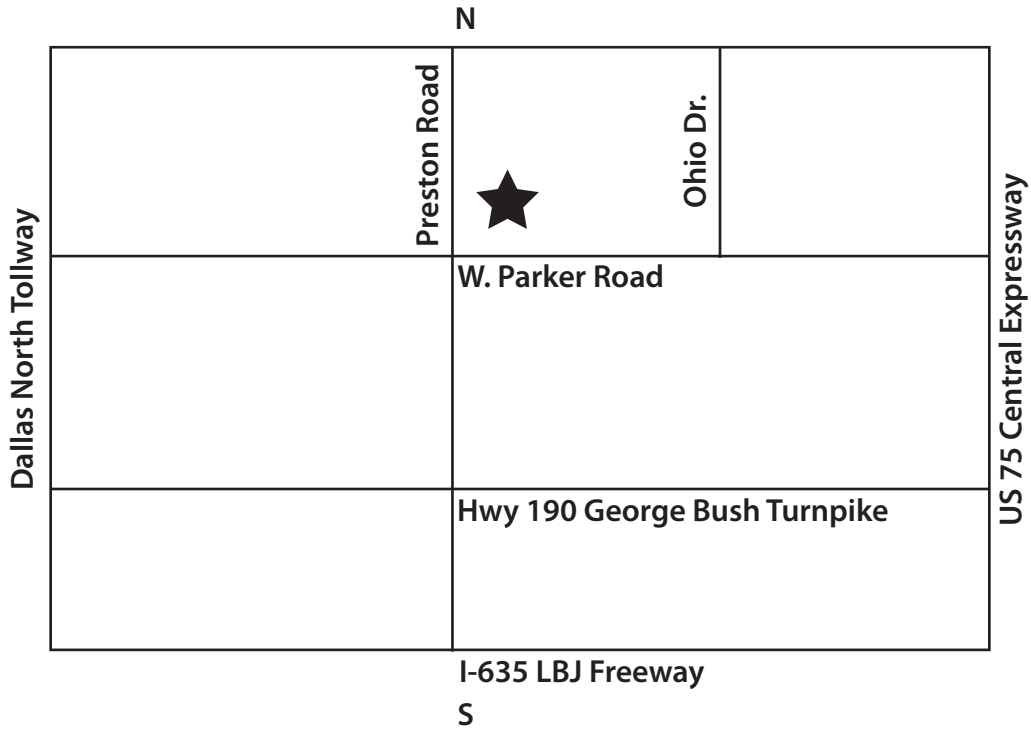 N
Preston Road
Ohio Dr.
W. Parker Road
Dallas North Tollway
US 75 Central Expressway
Hwy 190 George Bush Turnpike
I-635 LBJ Freeway
S